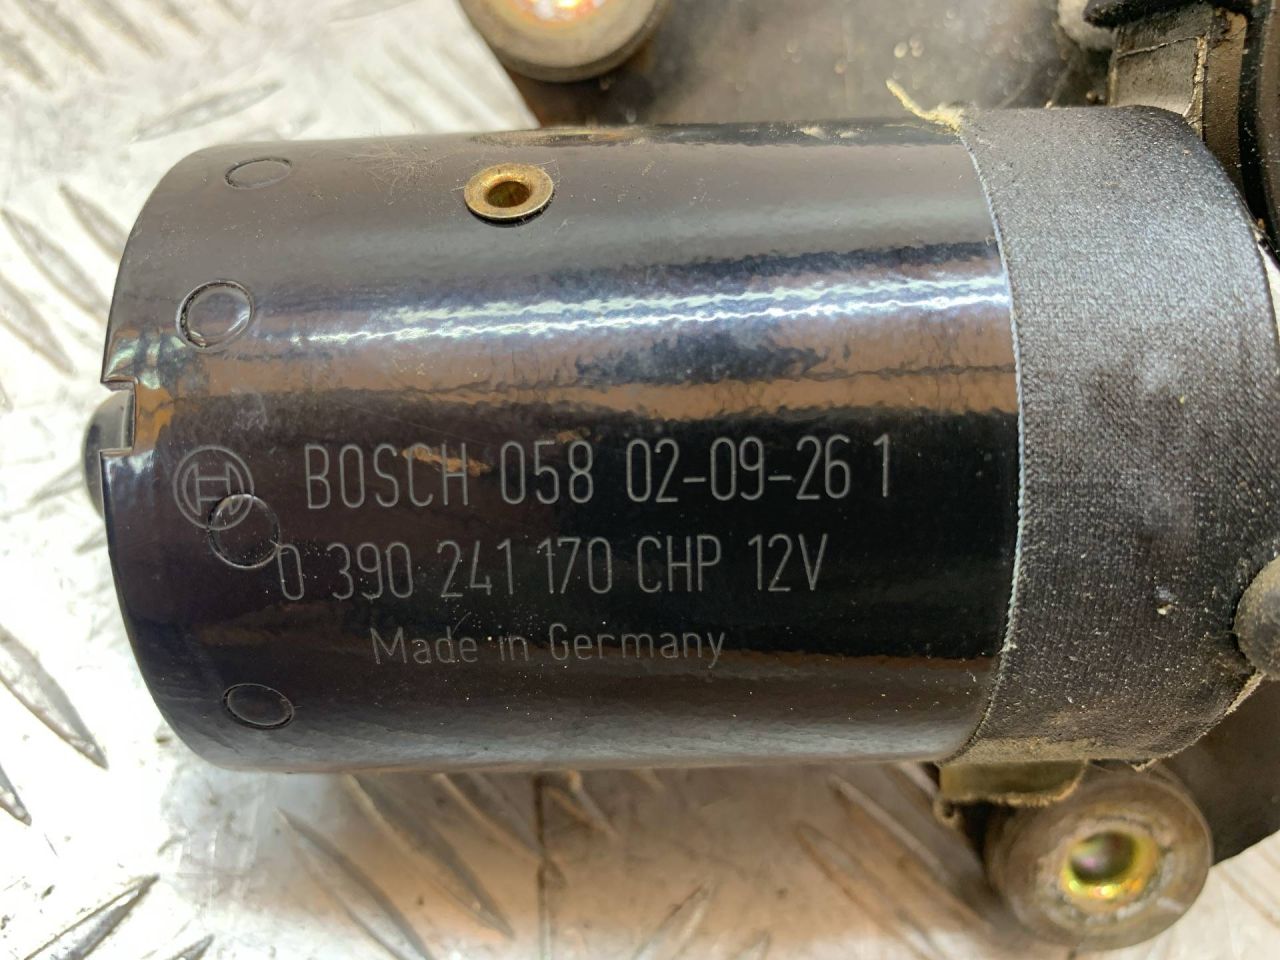 BOSCH 058 02-09-26 1
0 390 241 170 CHP 12V
Made in Germany